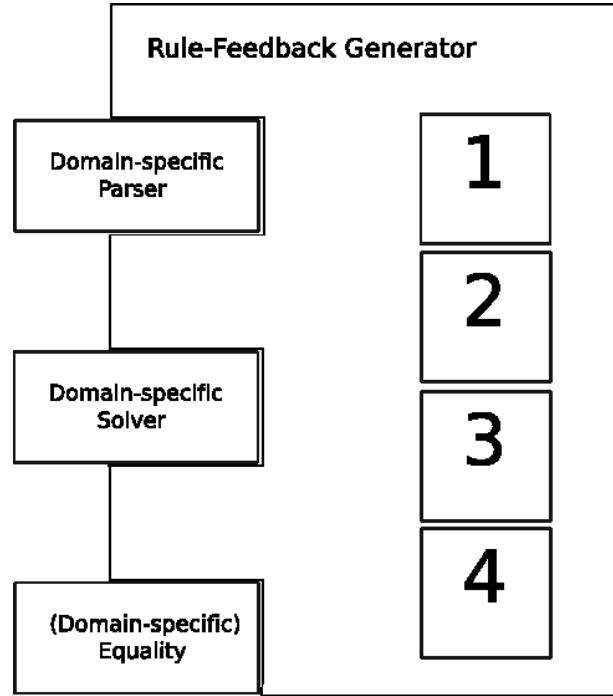 Rule-Feedback Generator
Domain-specific
Parser
1
2
Domain-specific
Solver
3
4
(Domain-specific)
Equality